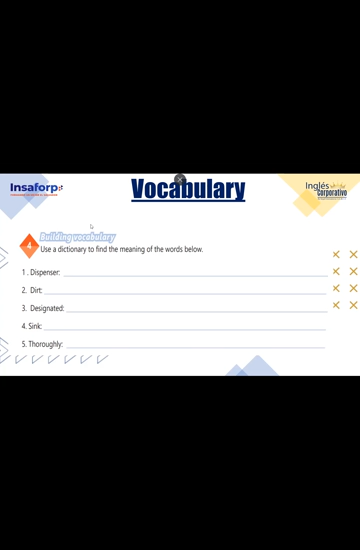 Insaforp
Vocabulary
Inglés
Corporativo
Building vocabulary
4
Use a dictionary to find the meaning of the words below.
1 . Dispenser:
2. Dirt:
3. Designated:
4. Sink:
5. Thoroughly: